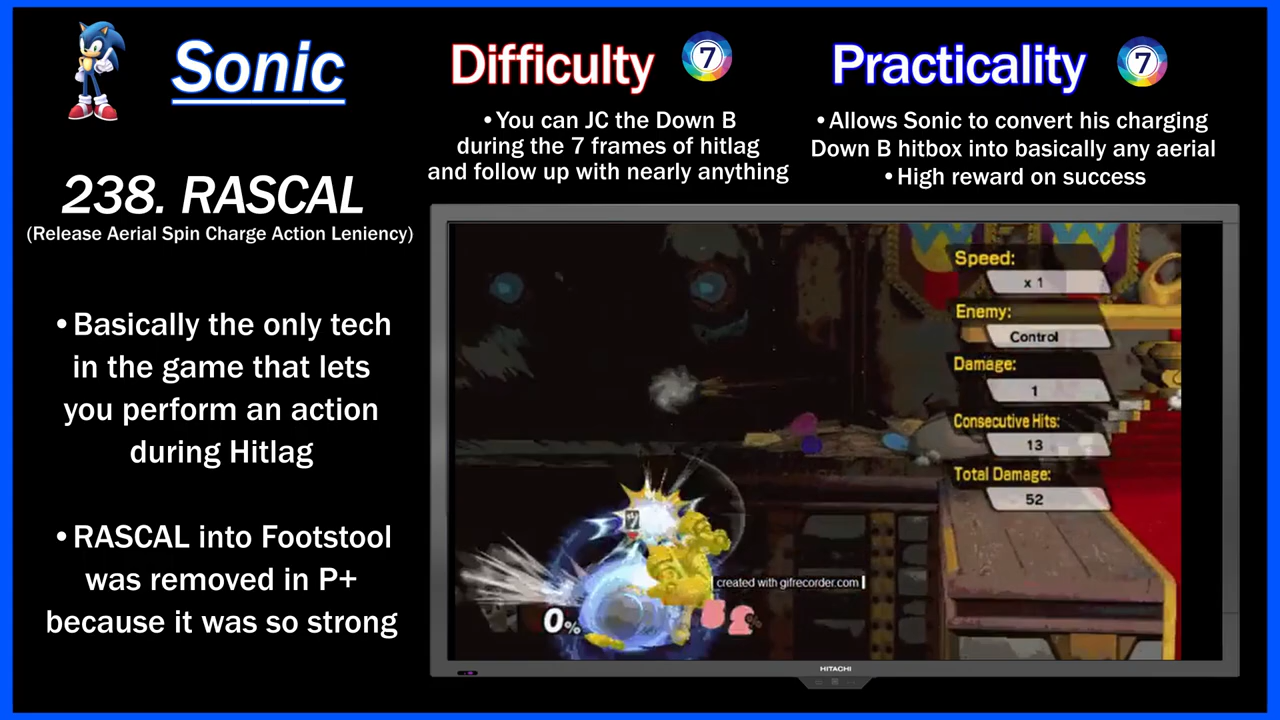 Sonic
Difficulty
7
Practicality
7
•You can JC the Down B
during the 7 frames of hitlag
and follow up with nearly anything
•Allows Sonic to convert his charging
Down B hitbox into basically any aerial
•High reward on success
238. RASCAL
(Release Aerial Spin Charge Action Leniency)
•Basically the only tech
in the game that lets
you perform an action
during Hitlag
•RASCAL into Footstool
was removed in P+
because it was so strong
Speed:
x 1
Enemy:
Control
Damage:
1
Consecutive Hits:
13
Total Damage:
52
created with gifrecorder.com
0%
HITACHI